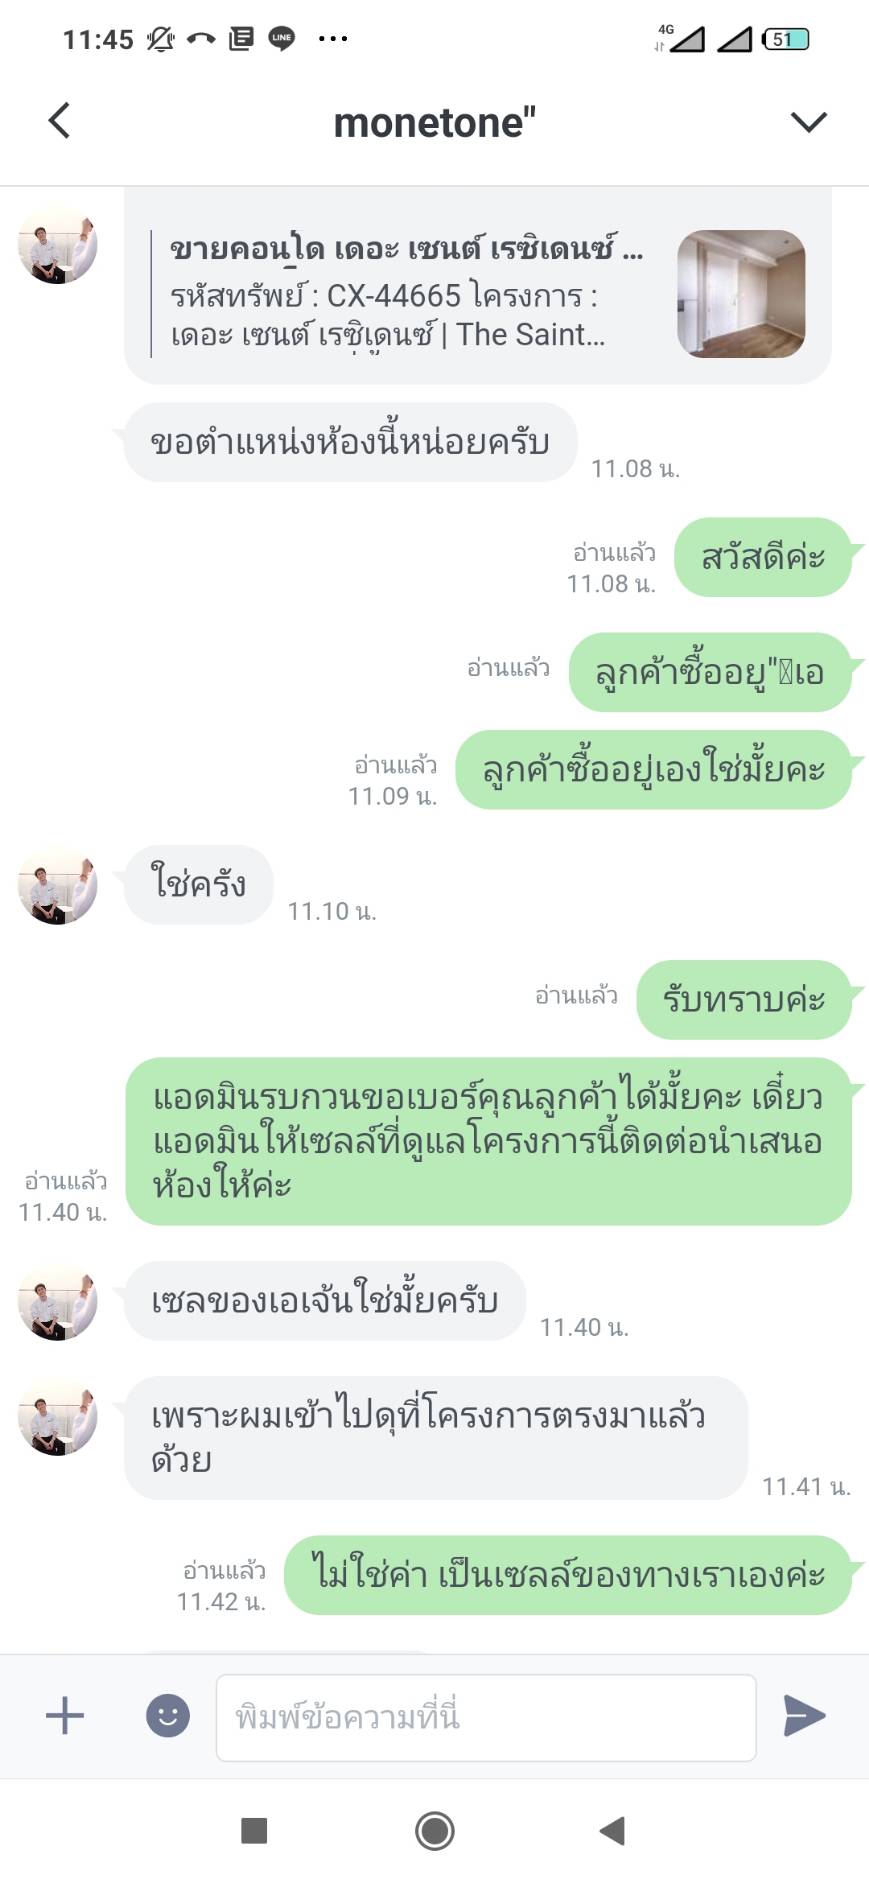 11:45
LINE
4G
51
monetone"
ขายคอนโด เดอะ เซนต์ เรซิเดนซ์ ...
รหัสทรัพย์ : CX-44665 โครงการ :
เดอะ เซนต์ เรซิเดนซ์ | The Saint...
ขอตำแหน่งห้องนี้หน่อยครับ
11.08 น.
สวัสดีค่ะ
อ่านแล้ว
11.08 น.
ลูกค้าซื้ออยู"เอ
อ่านแล้ว
ลูกค้าซื้ออยู่เองใช่มั้ยคะ
อ่านแล้ว
11.09 น.
ใช่ครัง
11.10 น.
รับทราบค่ะ
อ่านแล้ว
แอดมินรบกวนขอเบอร์คุณลูกค้าได้มั้ยคะ เดี๋ยว
แอดมินให้เซลล์ที่ดูแลโครงการนี้ติดต่อนำเสนอ
ห้องให้ค่ะ
อ่านแล้ว
11.40 น.
เซลของเอเจ้นใช่มั้ยครับ
11.40 น.
เพราะผมเข้าไปดุที่โครงการตรงมาแล้ว
ด้วย
11.41 น.
ไม่ใช่ค่า เป็นเซลล์ของทางเราเองค่ะ
อ่านแล้ว
11.42 น.
พิมพ์ข้อความที่นี่